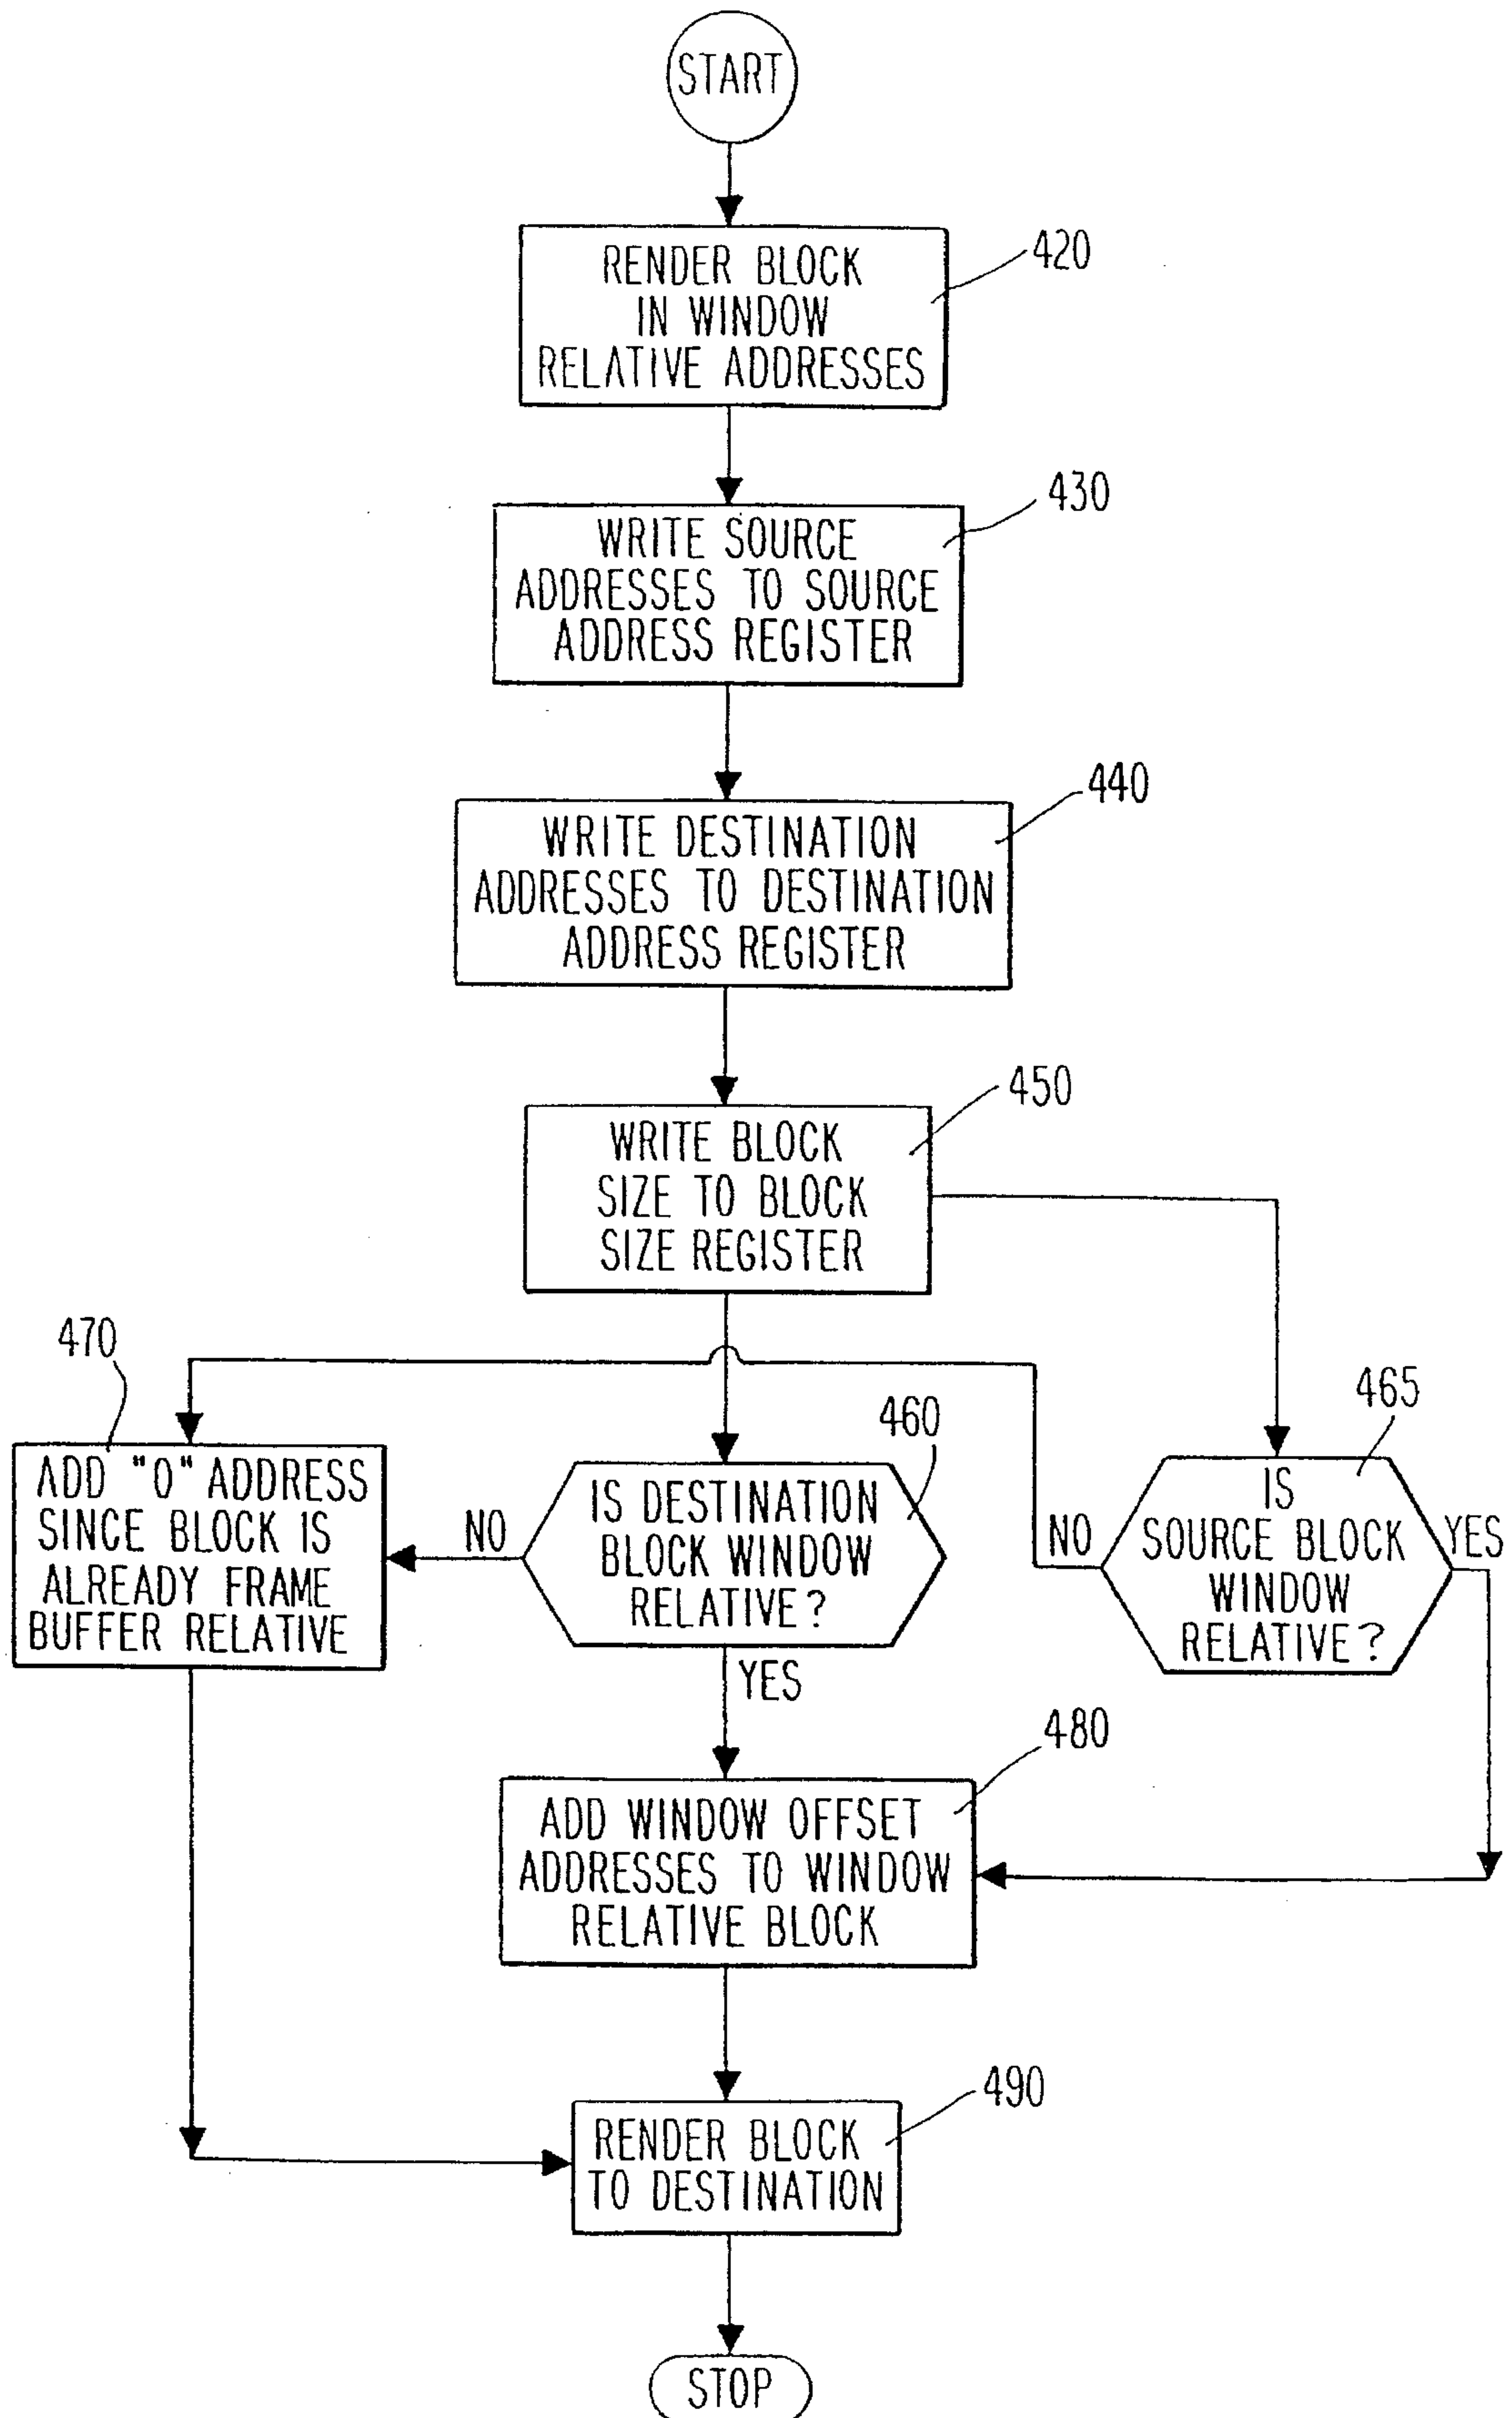 START
RENDER BLOCK
IN WINDOW
RELATIVE ADDRESSES
420
WRITE SOURCE
ADDRESSES TO SOURCE
ADDRESS REGISTER
430
WRITE DESTINATION
ADDRESSES TO DESTINATION
ADDRESS REGISTER
440
WRITE BLOCK
SIZE TO BLOCK
SIZE REGISTER
450
470
ADD "0" ADDRESS
SINCE BLOCK IS
ALREADY FRAME
BUFFER RELATIVE
NO
460
IS DESTINATION
BLOCK WINDOW
RELATIVE?
YES
465
IS
SOURCE BLOCK
WINDOW
RELATIVE?
NO
YES
480
ADD WINDOW OFFSET
ADDRESSES TO WINDOW
RELATIVE BLOCK
490
RENDER BLOCK
TO DESTINATION
STOP